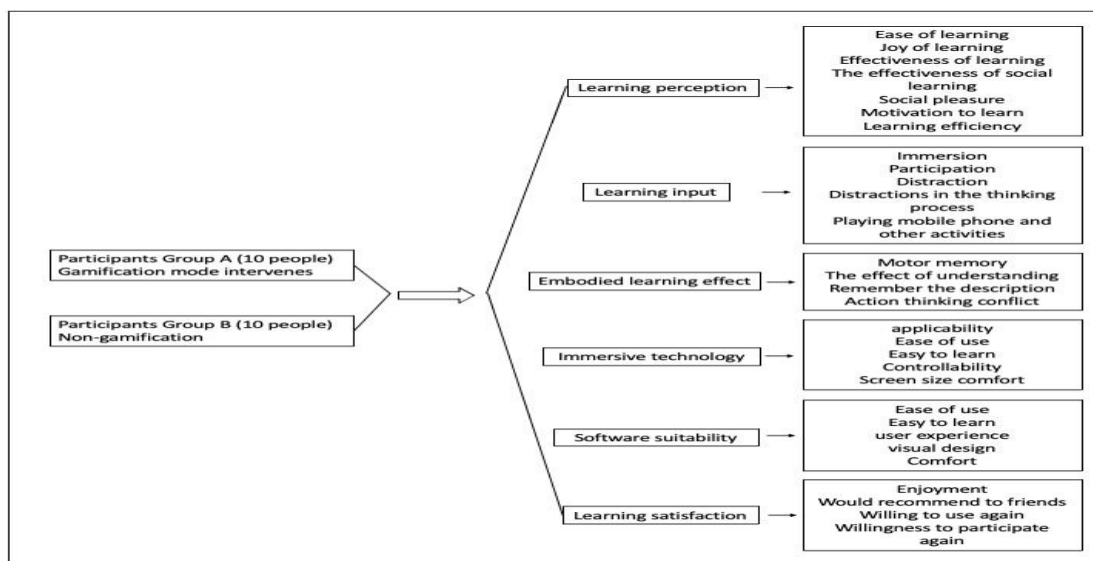 Participants Group A (10 people)
Gamification mode intervenes
Participants Group B (10 people)
Non-gamification
Learning perception
Ease of learning
Joy of learning
Effectiveness of learning
The effectiveness of social
learning
Social pleasure
Motivation to learn
Learning efficiency
Learning input
Immersion
Participation
Distraction
Distractions in the thinking
process
Playing mobile phone and
other activities
Embodied learning effect
Motor memory
The effect of understanding
Remember the description
Action thinking conflict
Immersive technology
applicability
Ease of use
Easy to learn
Controllability
Screen size comfort
Software suitability
Ease of use
Easy to learn
user experience
visual design
Comfort
Learning satisfaction
Enjoyment
Would recommend to friends
Willing to use again
Willingness to participate
again